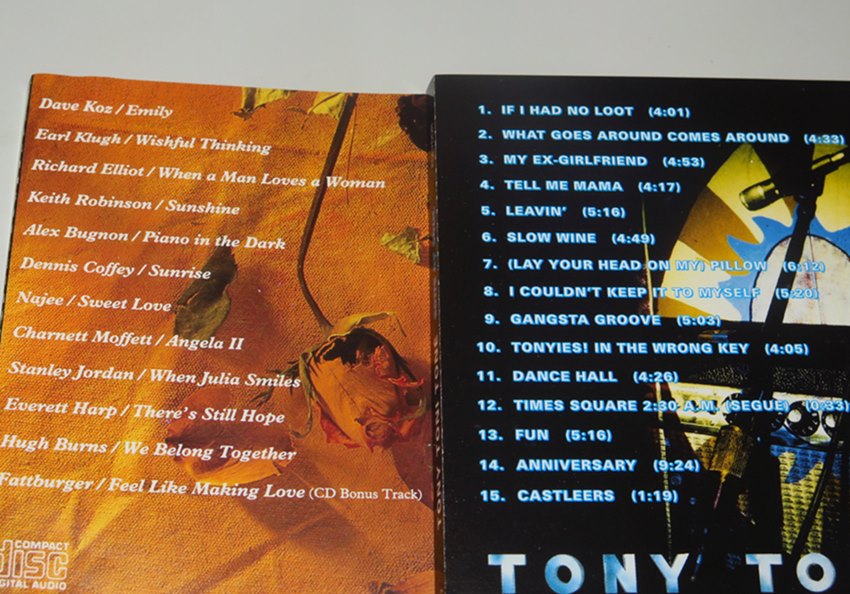 Dave Koz / Emily
Earl Klugh / Wishful Thinking
Richard Elliot / When a Man Loves a Woman
Keith Robinson / Sunshine
Alex Bugnon / Piano in the Dark
Dennis Coffey / Sunrise
Najee / Sweet Love
Charnett Moffett / Angela II
Stanley Jordan / When Julia Smiles
Everett Harp / There's Still Hope
Hugh Burns / We Belong Together
Fattburger / Feel Like Making Love (CD Bonus Track)
COMPACT
disc
DIGITAL AUDIO
1. IF I HAD NO LOOT (4:01)
2. WHAT GOES AROUND COMES AROUND (4:33)
3. MY EX-GIRLFRIEND (4:53)
4. TELL ME MAMA (4:17)
5. LEAVIN' (5:16)
6. SLOW WINE (4:49)
7. (LAY YOUR HEAD ON MY) PILLOW (6:12)
8. I COULDN'T KEEP IT TO MYSELF (5:20)
9. GANGSTA GROOVE (5:03)
10. TONYIES! IN THE WRONG KEY (4:05)
11. DANCE HALL (4:26)
12. TIMES SQUARE 2:30 A.M. (SEGUE) (0:33)
13. FUN (5:16)
14. ANNIVERSARY (9:24)
15. CASTLEERS (1:19)
TONY TO